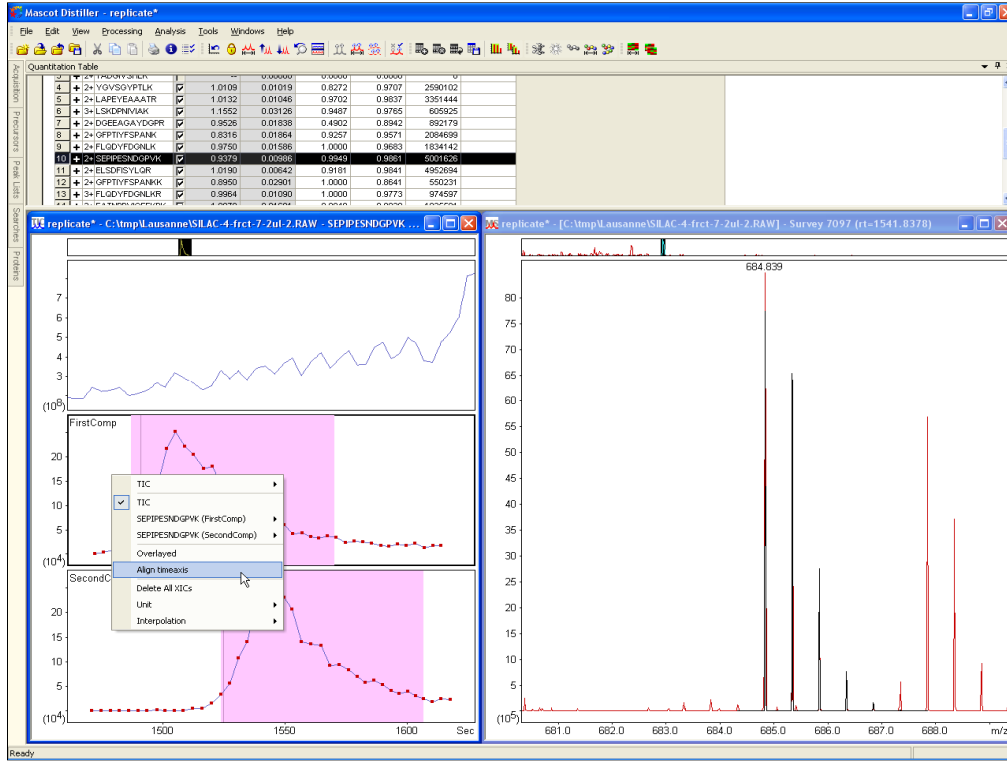 Mascot Distiller - replicate*
File Edit View Processing Analysis Tools Windows Help
Quantitation Table
Acquisition
Precursors
Peak Lists
Searches
Proteins
4 + 2+ YGVSGYPTLK 1.0109 0.01019 0.8272 0.9707 2590102
5 + 2+ LAPEYEAAATR 1.0132 0.01046 0.9702 0.9837 3351444
6 + 3+ LSKDPNIVIAK 1.1552 0.03126 0.9487 0.9765 605925
7 + 2+ DGEEAGAYDGPR 0.9526 0.01838 0.4902 0.8942 892179
8 + 2+ GFPTIYFSPANK 0.8316 0.01864 0.9257 0.9571 2084699
9 + 2+ FLQDYFDGNLK 0.9750 0.01586 1.0000 0.9683 1834142
10 + 2+ SEPIPESNDGPVK 0.9379 0.00986 0.9949 0.9861 5001626
11 + 2+ ELSDFISYLQR 1.0190 0.00642 0.9181 0.9841 4952694
12 + 2+ GFPTIYFSPANKK 0.8950 0.02901 1.0000 0.8641 550231
13 + 3+ FLQDYFDGNLKR 0.9964 0.01090 1.0000 0.9773 974597
replicate* - C:\tmp\Lausanne\SILAC-4-frct-7-2ul-2.RAW - SEPIPESNDGPVK ...
7
6
5
4
3
(10⁸)
FirstComp
20
15
10
5
(10⁴)
TIC
TIC
SEPIPESNDGPVK (FirstComp)
SEPIPESNDGPVK (SecondComp)
Overlayed
Align timeaxis
Delete All XICs
Unit
Interpolation
SecondC
20
15
10
5
(10⁴)
1500 1550 1600 Sec
replicate* - [C:\tmp\Lausanne\SILAC-4-frct-7-2ul-2.RAW] - Survey 7097 (rt=1541.8378)
684.839
80
75
70
65
60
55
50
45
40
35
30
25
20
15
10
5
(10⁵)
681.0 682.0 683.0 684.0 685.0 686.0 687.0 688.0 m/z
Ready